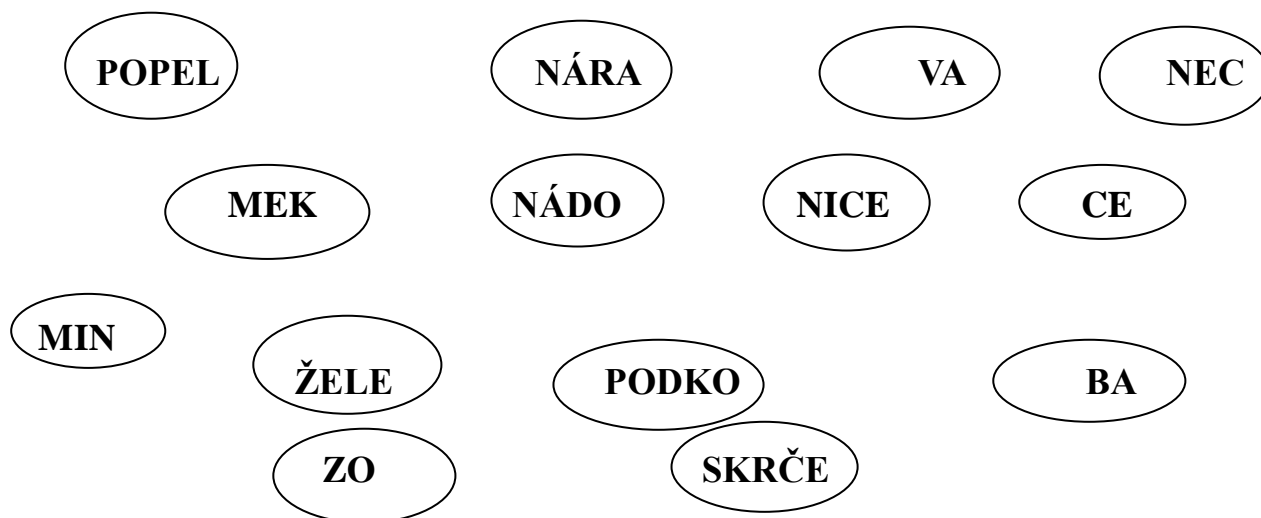 POPEL NÁRA VA NEC
MEK NÁDO NICE CE
MIN
ŽELE PODKO BA
ZO SKRČE